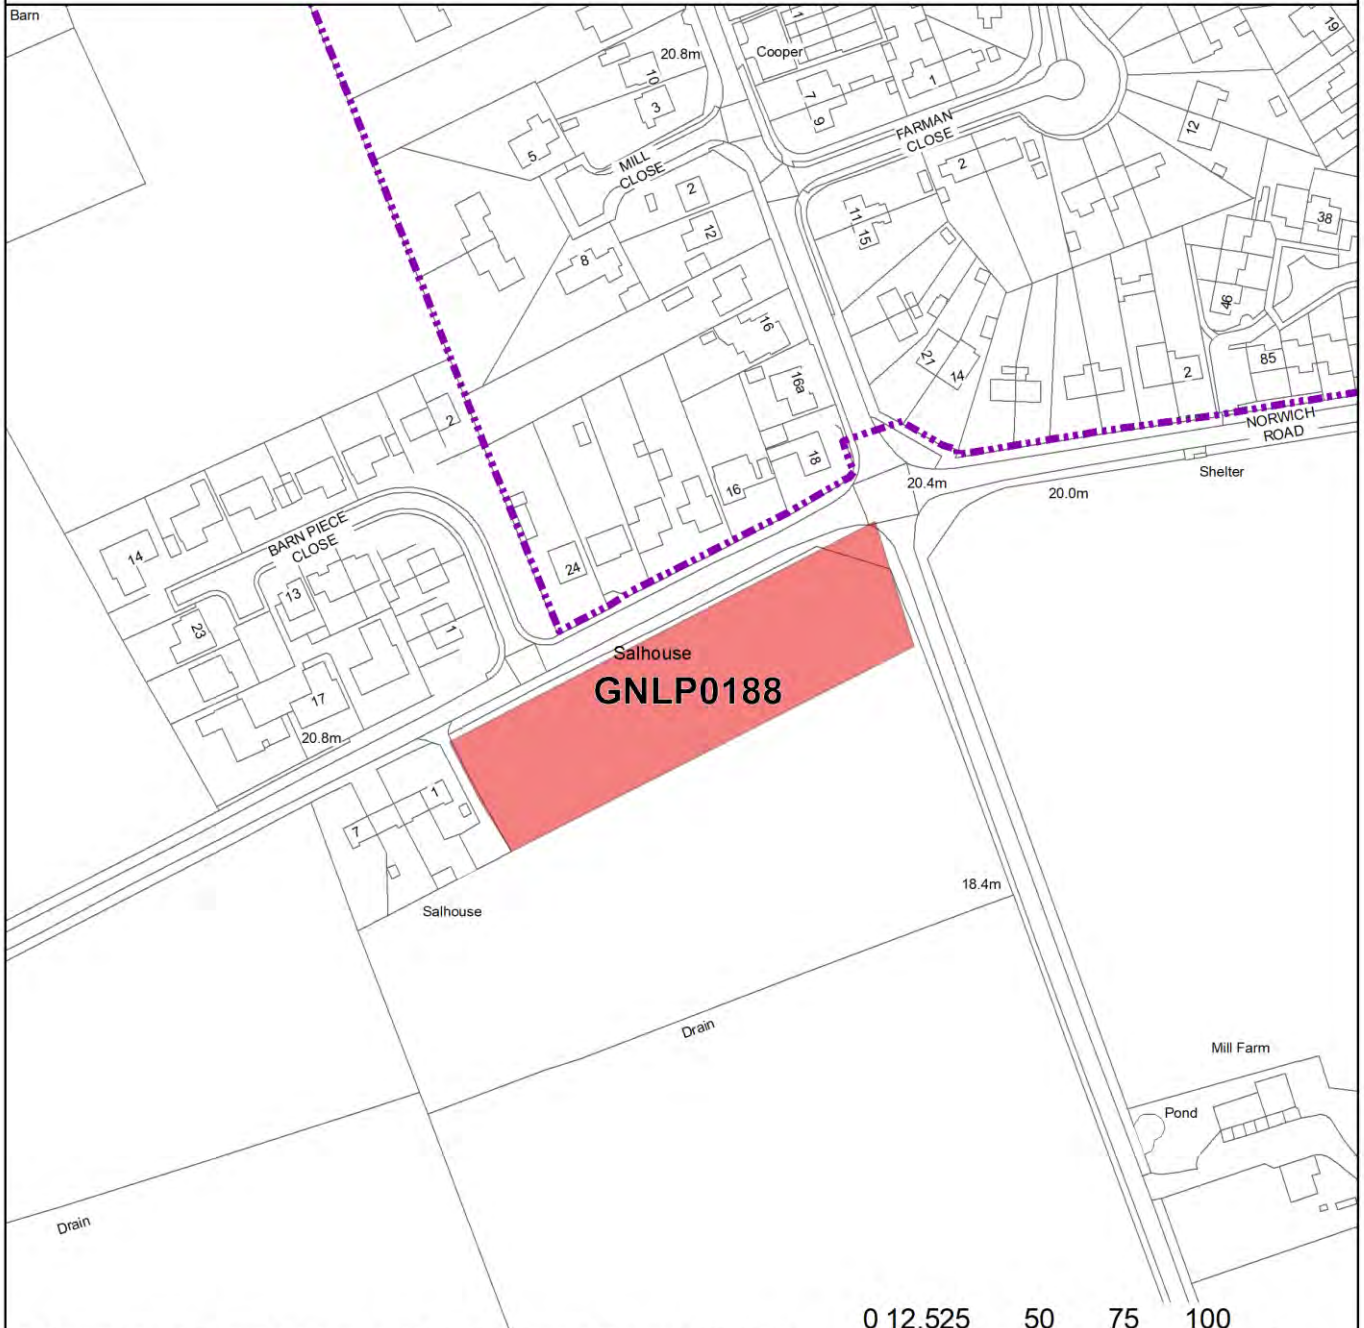 Barn
20.8m
Cooper
1
19
10
3
7
9
1
FARMAN
CLOSE
12
5
MILL
CLOSE
2
2
12
11
15
38
8
46
16
21
14
2
85
16a
2
NORWICH
ROAD
18
16
20.4m
20.0m
Shelter
BARN PIECE
CLOSE
14
24
13
23
1
17
20.8m
Salhouse
GNLP0188
1
7
Salhouse
18.4m
Drain
Mill Farm
Pond
Drain
0 12.525 50 75 100